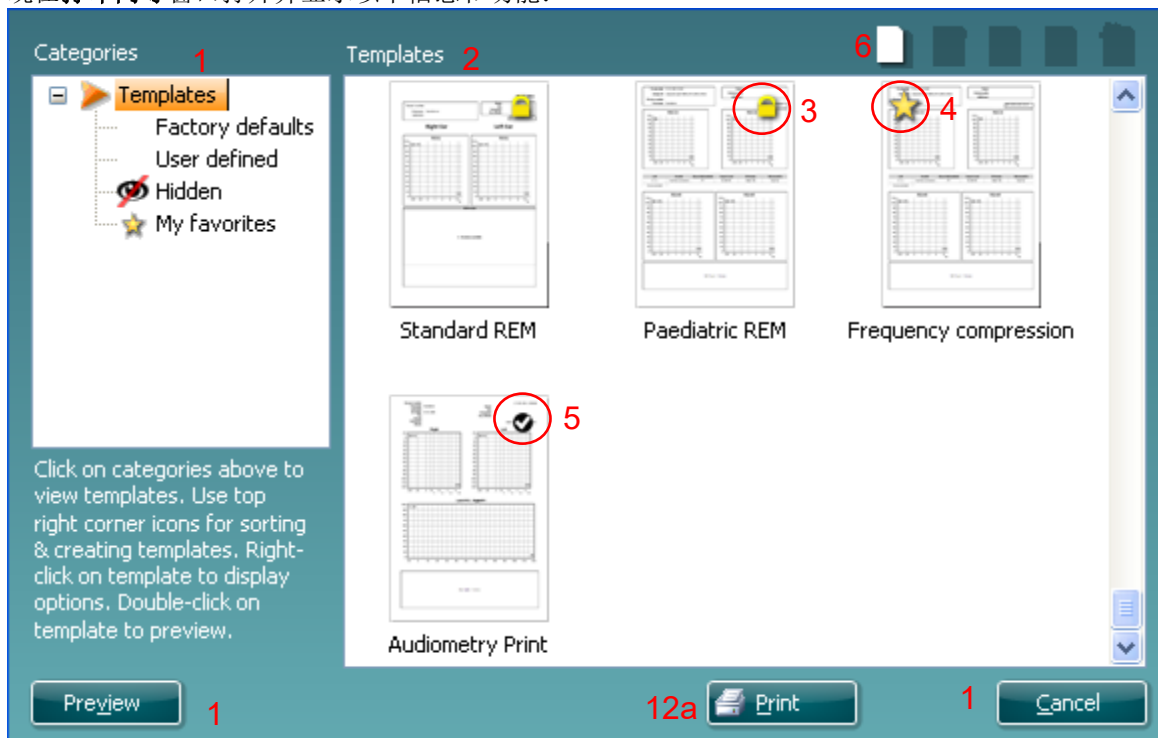 Categories
1
Templates
2
6
Templates
Factory defaults
User defined
Hidden
My favorites
3
4
Standard REM
Paediatric REM
Frequency compression
5
Audiometry Print
Click on categories above to
view templates. Use top
right corner icons for sorting
& creating templates. Right-
click on template to display
options. Double-click on
template to preview.
Preview
1
12a
Print
1
Cancel